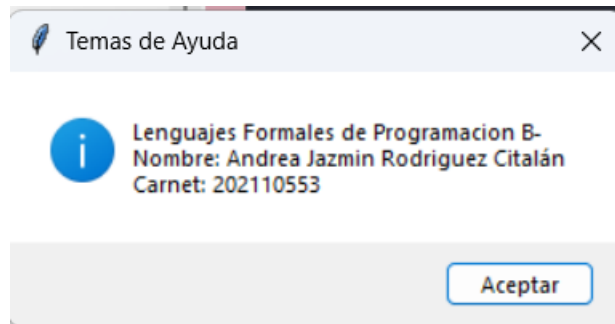 Temas de Ayuda
Lenguajes Formales de Programacion B-
Nombre: Andrea Jazmin Rodriguez Citalán
Carnet: 202110553
Aceptar